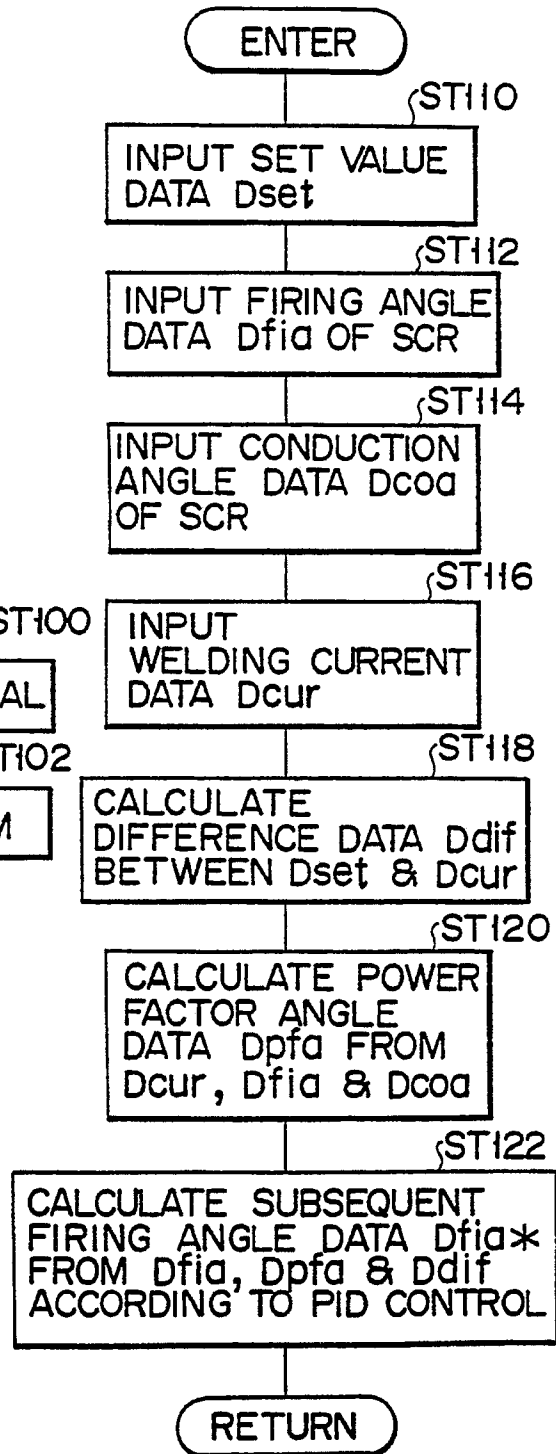 ENTER
ST110
INPUT SET VALUE
DATA Dset
ST112
INPUT FIRING ANGLE
DATA Dfia OF SCR
ST114
INPUT CONDUCTION
ANGLE DATA Dcoa
OF SCR
ST116
ST100
INPUT
WELDING CURRENT
DATA Dcur
AL
ST118
T102
CALCULATE
DIFFERENCE DATA Ddif
BETWEEN Dset & Dcur
M
ST120
CALCULATE POWER
FACTOR ANGLE
DATA Dpfa FROM
Dcur, Dfia & Dcoa
ST122
CALCULATE SUBSEQUENT
FIRING ANGLE DATA Dfia*
FROM Dfia, Dpfa & Ddif
ACCORDING TO PID CONTROL
RETURN